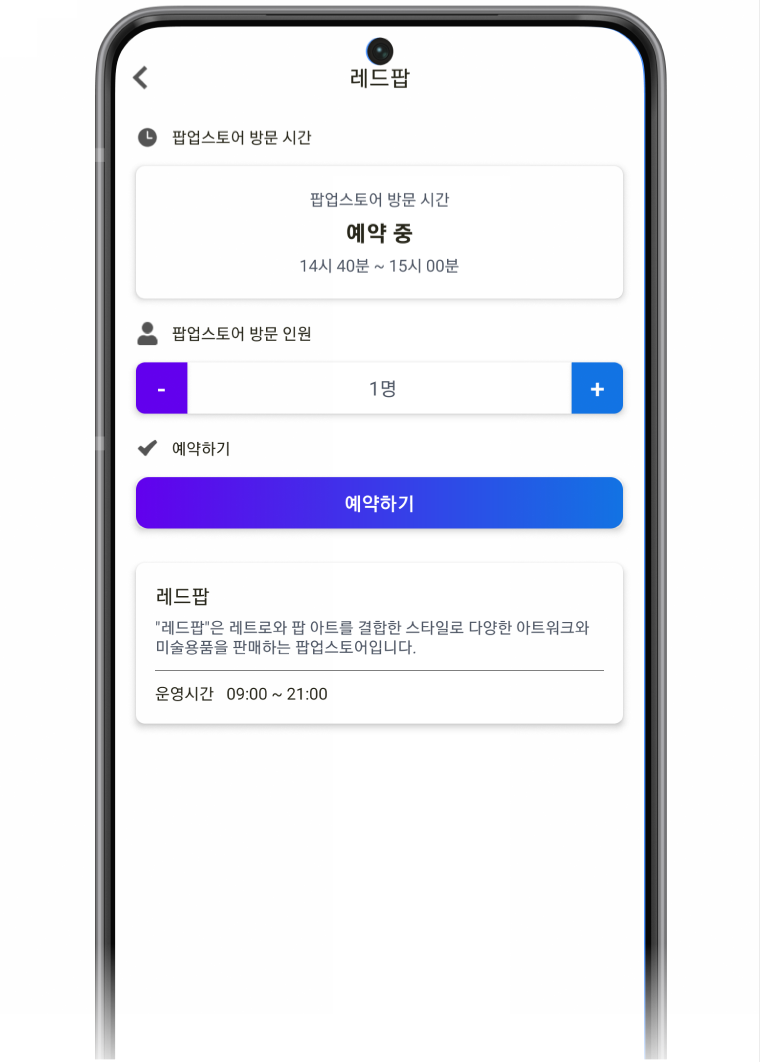 레드팝
팝업스토어 방문 시간
팝업스토어 방문 시간
예약 중
14시 40분 ~ 15시 00분
팝업스토어 방문 인원
- 1명 +
예약하기
예약하기
레드팝
"레드팝"은 레트로와 팝 아트를 결합한 스타일로 다양한 아트워크와
미술용품을 판매하는 팝업스토어입니다.
운영시간 09:00 ~ 21:00